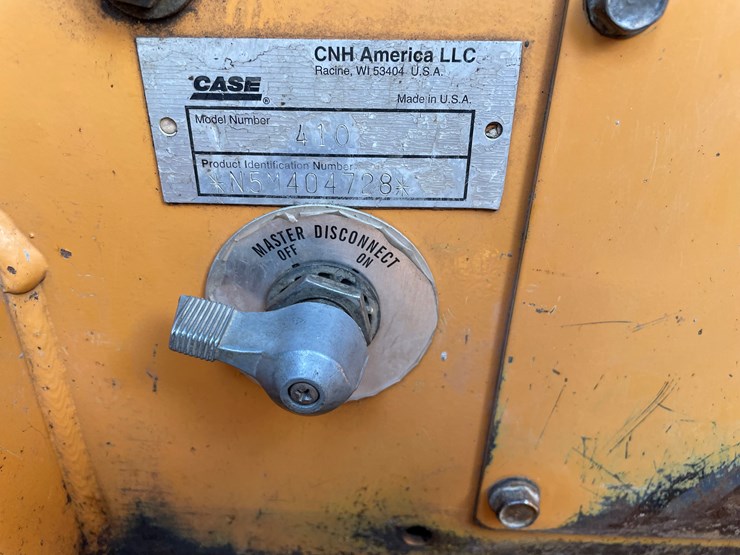 CNH America LLC
Racine, WI 53404 U.S.A.
CASE ®
Made in U.S.A.
Model Number
410
Product Identification Number
MASTER DISCONNECT
OFF ON